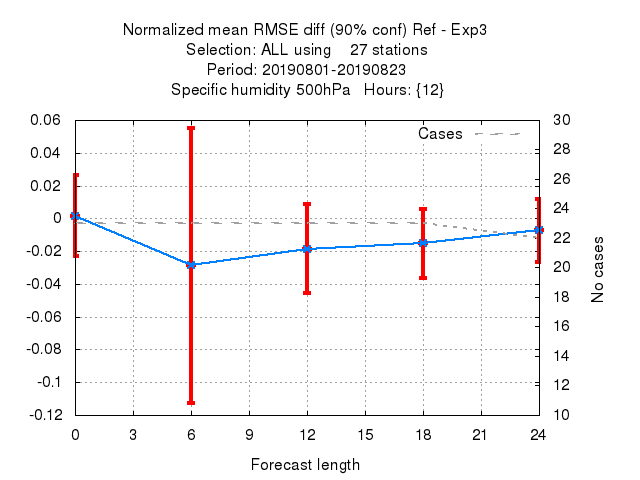 Normalized mean RMSE diff (90% conf) Ref - Exp3
Selection: ALL using    27 stations
Period: 20190801-20190823
Specific humidity 500hPa   Hours: {12}
Cases
0.06
0.04
0.02
0
-0.02
-0.04
-0.06
-0.08
-0.1
-0.12
30
28
26
24
22
20
18
16
14
12
10
No cases
0 3 6 9 12 15 18 21 24
Forecast length